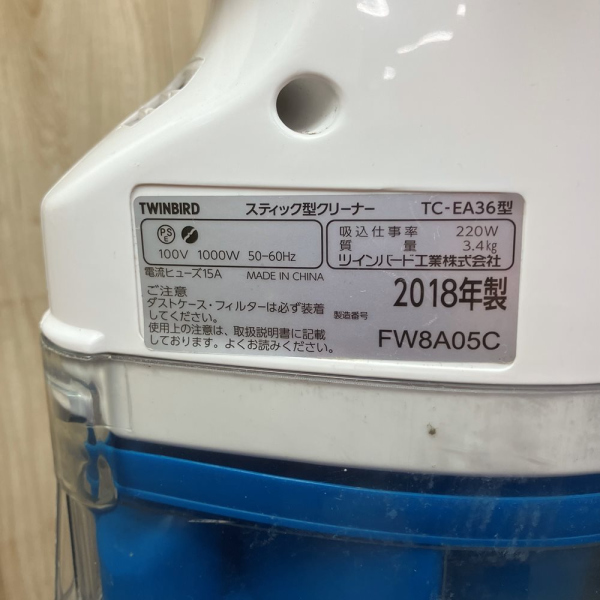 TWINBIRD スティック型クリーナー TC-EA36型
PS E
100V 1000W 50-60Hz
吸込仕事率 220W
質量 3.4kg
ツインバード工業株式会社
電流ヒューズ15A MADE IN CHINA
ご注意
ダストケース・フィルターは必ず装着
してください。
使用上の注意は、取扱説明書に記載
しております。よくお読みください。
2018年製
製造番号
FW8A05C